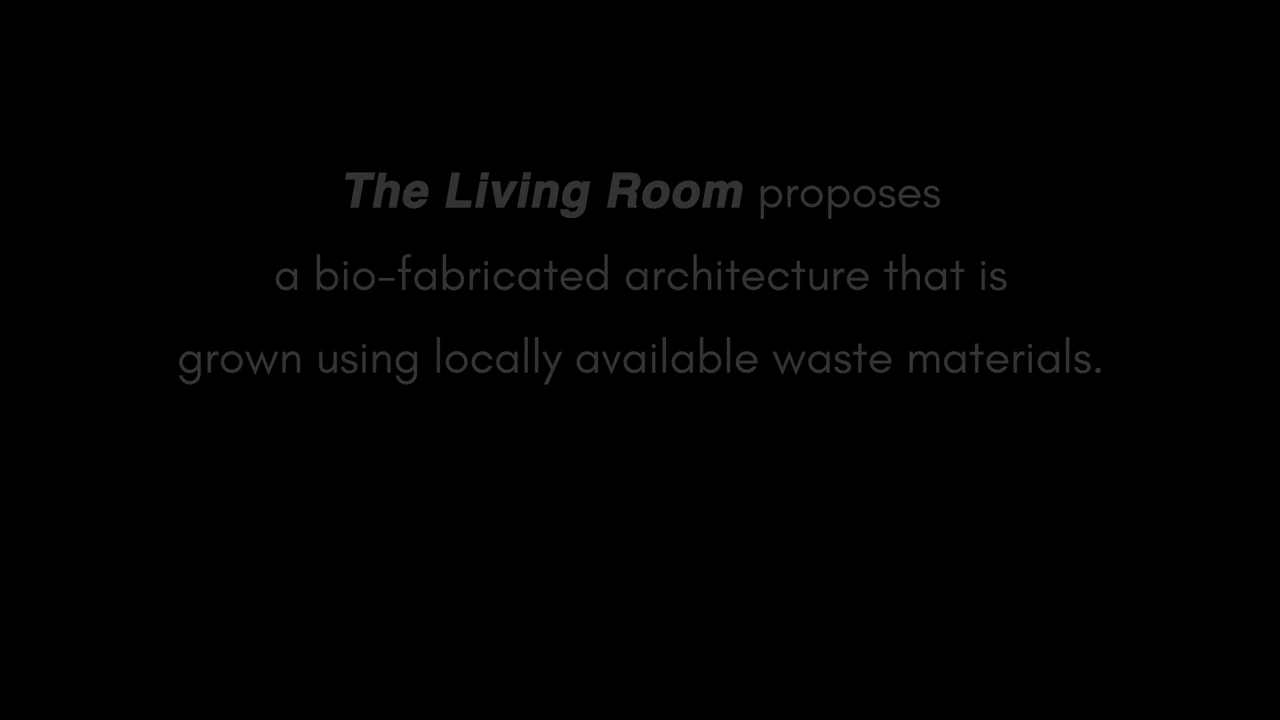 The Living Room proposes
a bio-fabricated architecture that is
grown using locally available waste materials.